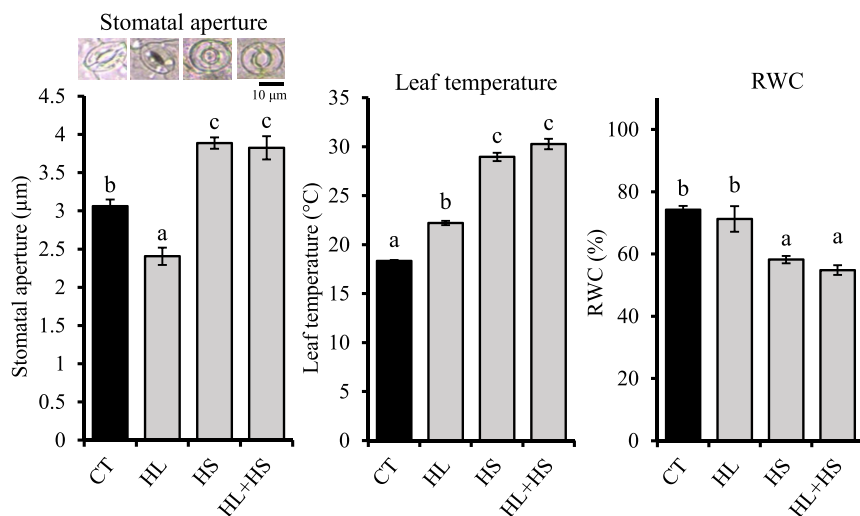 Stomatal aperture
10 μm
Stomatal aperture (μm)
4.5
4
3.5
3
2.5
2
1.5
1
0.5
0
b
a
c
c
CT
HL
HS
HL+HS
Leaf temperature
Leaf temperature (°C)
35
30
25
20
15
10
5
0
a
b
c
c
CT
HL
HS
HL+HS
RWC
RWC (%)
100
80
60
40
20
0
b
b
a
a
CT
HL
HS
HL+HS